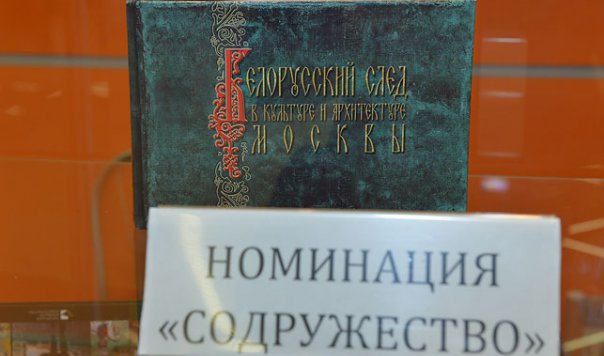 БЕЛОРУССКИЙ СЛЕД
В КУЛЬТУРЕ И АРХИТЕКТУРЕ
МОСКВЫ
НОМИНАЦИЯ
«СОДРУЖЕСТВО»